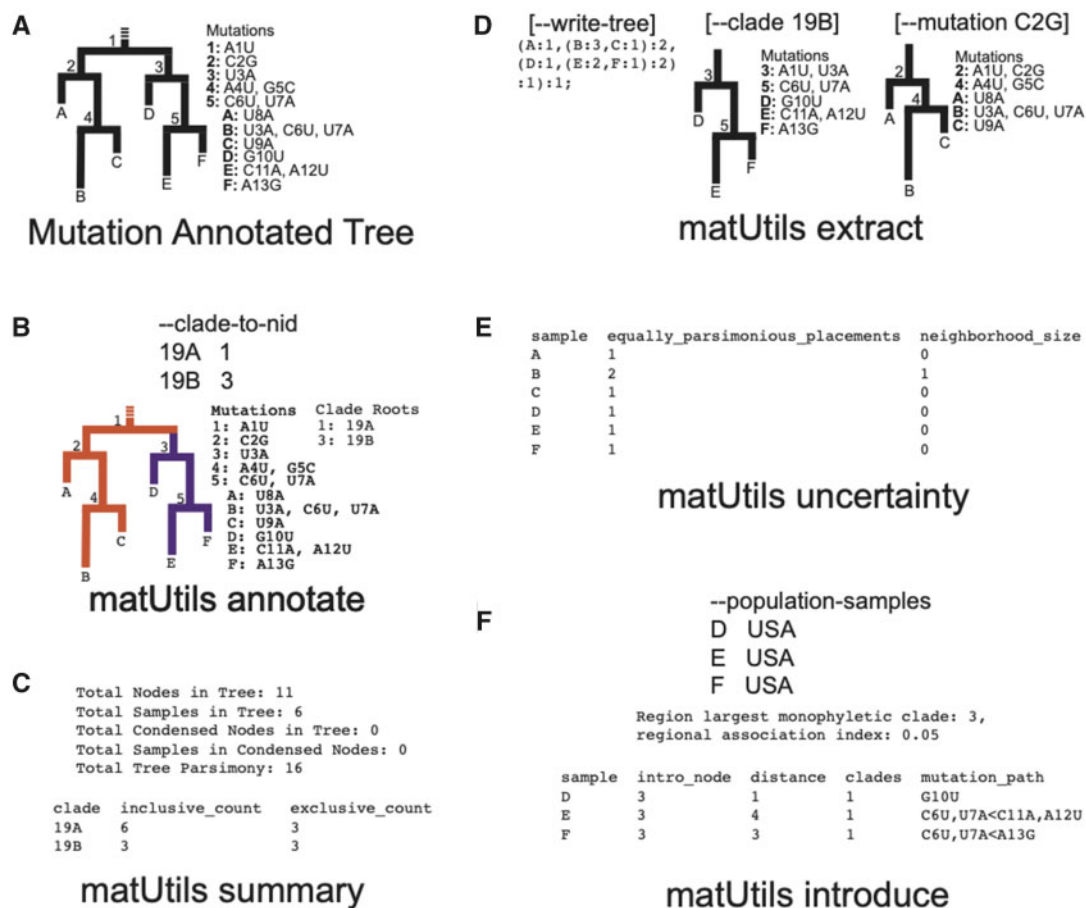 A
1
2
3
4
5
A
B
C
D
E
F
Mutations
1: A1U
2: C2G
3: U3A
4: A4U, G5C
5: C6U, U7A
A: U8A
B: U3A, C6U, U7A
C: U9A
D: G10U
E: C11A, A12U
F: A13G
Mutation Annotated Tree
B
--clade-to-nid
19A 1
19B 3
1
2
3
4
5
A
B
C
D
E
F
Mutations Clade Roots
1: A1U 1: 19A
2: C2G 3: 19B
3: U3A
4: A4U, G5C
5: C6U, U7A
A: U8A
B: U3A, C6U, U7A
C: U9A
D: G10U
E: C11A, A12U
F: A13G
matUtils annotate
C
Total Nodes in Tree: 11
Total Samples in Tree: 6
Total Condensed Nodes in Tree: 0
Total Samples in Condensed Nodes: 0
Total Tree Parsimony: 16
clade inclusive_count exclusive_count
19A 6 3
19B 3 3
matUtils summary
D
[--write-tree]
(A:1,(B:3,C:1):2,
(D:1,(E:2,F:1):2)
:1):1;
[--clade 19B]
3
5
D
E
F
3: A1U, U3A
5: C6U, U7A
D: G10U
E: C11A, A12U
F: A13G
[--mutation C2G]
2
4
A
B
C
2: A1U, C2G
4: A4U, G5C
A: U8A
B: U3A, C6U, U7A
C: U9A
matUtils extract
E
sample equally_parsimonious_placements neighborhood_size
A 1 0
B 2 1
C 1 0
D 1 0
E 1 0
F 1 0
matUtils uncertainty
F
--population-samples
D USA
E USA
F USA
Region largest monophyletic clade: 3,
regional association index: 0.05
sample intro_node distance clades mutation_path
D 3 1 1 G10U
E 3 4 1 C6U,U7A<C11A,A12U
F 3 3 1 C6U,U7A<A13G
matUtils introduce